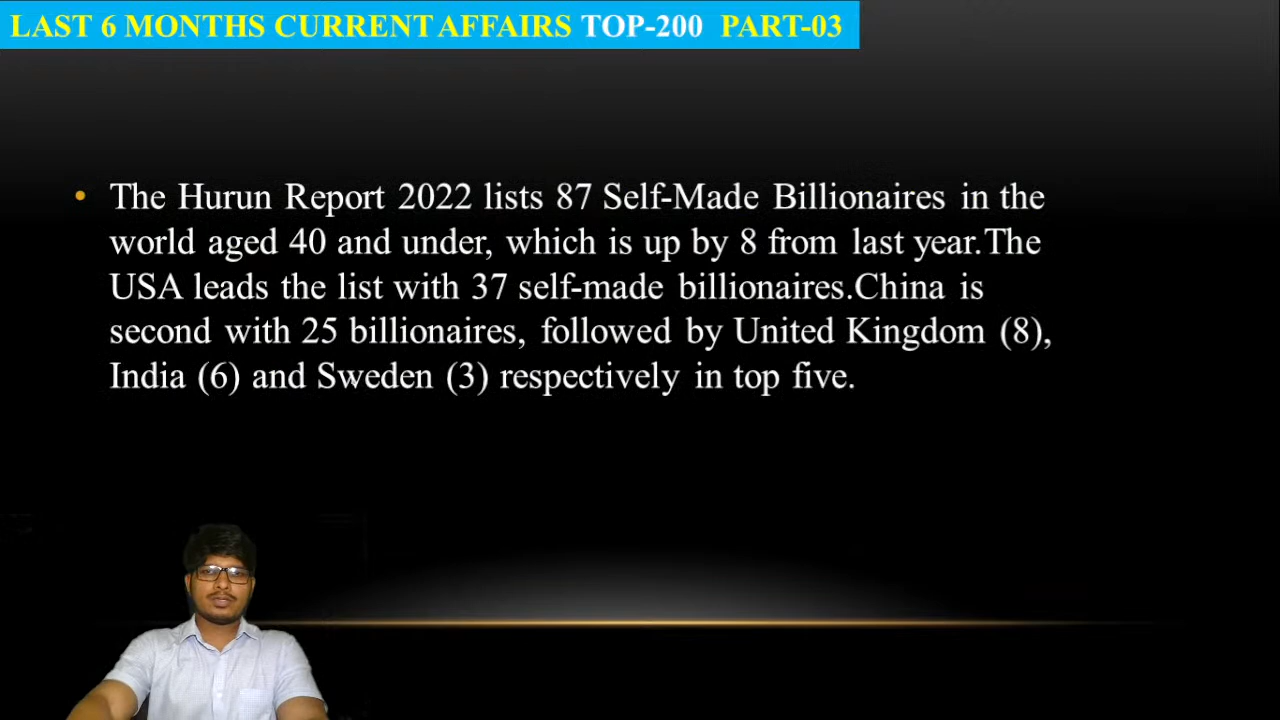 LAST 6 MONTHS CURRENT AFFAIRS TOP-200 PART-03
• The Hurun Report 2022 lists 87 Self-Made Billionaires in the
world aged 40 and under, which is up by 8 from last year.The
USA leads the list with 37 self-made billionaires.China is
second with 25 billionaires, followed by United Kingdom (8),
India (6) and Sweden (3) respectively in top five.